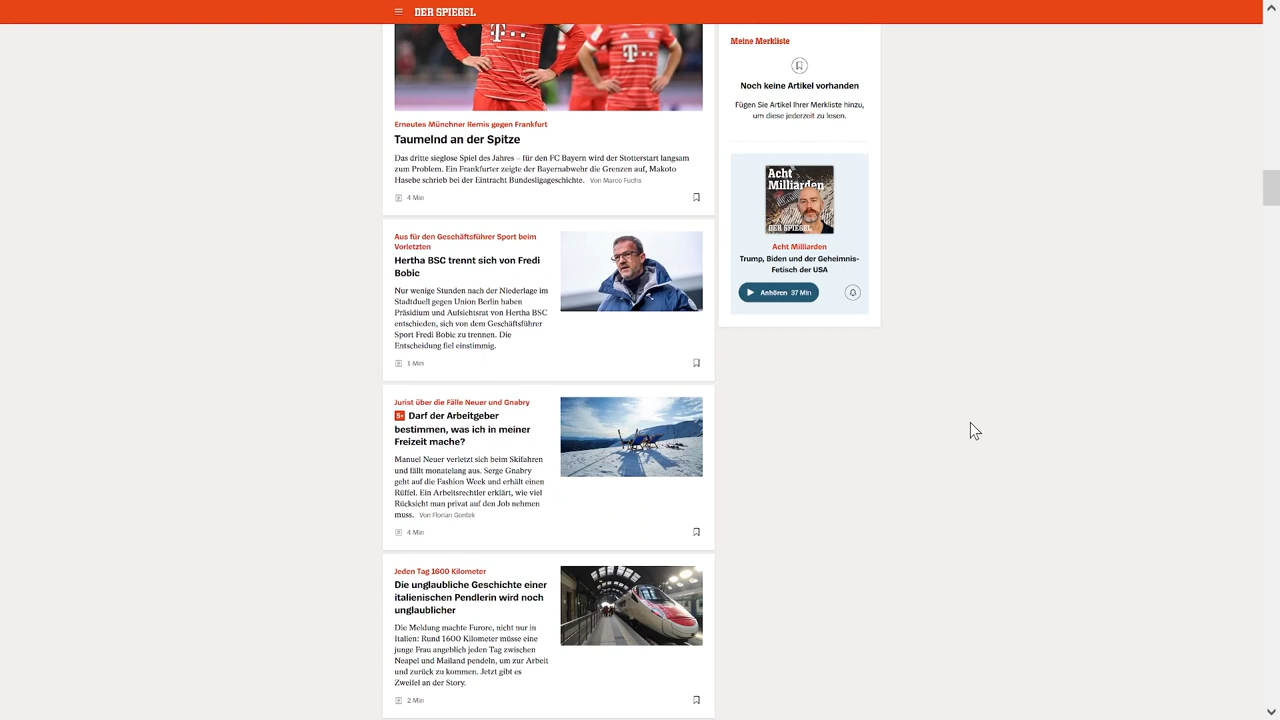 DER SPIEGEL
T
T
Erneutes Münchner Remis gegen Frankfurt
Taumelnd an der Spitze
Das dritte sieglose Spiel des Jahres – für den FC Bayern wird der Stotterstart langsam
zum Problem. Ein Frankfurter zeigte der Bayernabwehr die Grenzen auf, Makoto
Hasebe schrieb bei der Eintracht Bundesligageschichte. Von Marco Fuchs
4 Min
Aus für den Geschäftsführer Sport beim
Vorletzten
Hertha BSC trennt sich von Fredi
Bobic
Nur wenige Stunden nach der Niederlage im
Stadtduell gegen Union Berlin haben
Präsidium und Aufsichtsrat von Hertha BSC
entschieden, sich von dem Geschäftsführer
Sport Fredi Bobic zu trennen. Die
Entscheidung fiel einstimmig.
1 Min
Jurist über die Fälle Neuer und Gnabry
S+ Darf der Arbeitgeber
bestimmen, was ich in meiner
Freizeit mache?
Manuel Neuer verletzt sich beim Skifahren
und fällt monatelang aus. Serge Gnabry
geht auf die Fashion Week und erhält einen
Rüffel. Ein Arbeitsrechtler erklärt, wie viel
Rücksicht man privat auf den Job nehmen
muss. Von Florian Gontek
4 Min
Jeden Tag 1600 Kilometer
Die unglaubliche Geschichte einer
italienischen Pendlerin wird noch
unglaublicher
Die Meldung machte Furore, nicht nur in
Italien: Rund 1600 Kilometer müsse eine
junge Frau angeblich jeden Tag zwischen
Neapel und Mailand pendeln, um zur Arbeit
und zurück zu kommen. Jetzt gibt es
Zweifel an der Story.
2 Min
Meine Merkliste
Noch keine Artikel vorhanden
Fügen Sie Artikel Ihrer Merkliste hinzu,
um diese jederzeit zu lesen.
Acht
Milliarden
DER SPIEGEL
Acht Milliarden
Trump, Biden und der Geheimnis-
Fetisch der USA
Anhören 37 Min